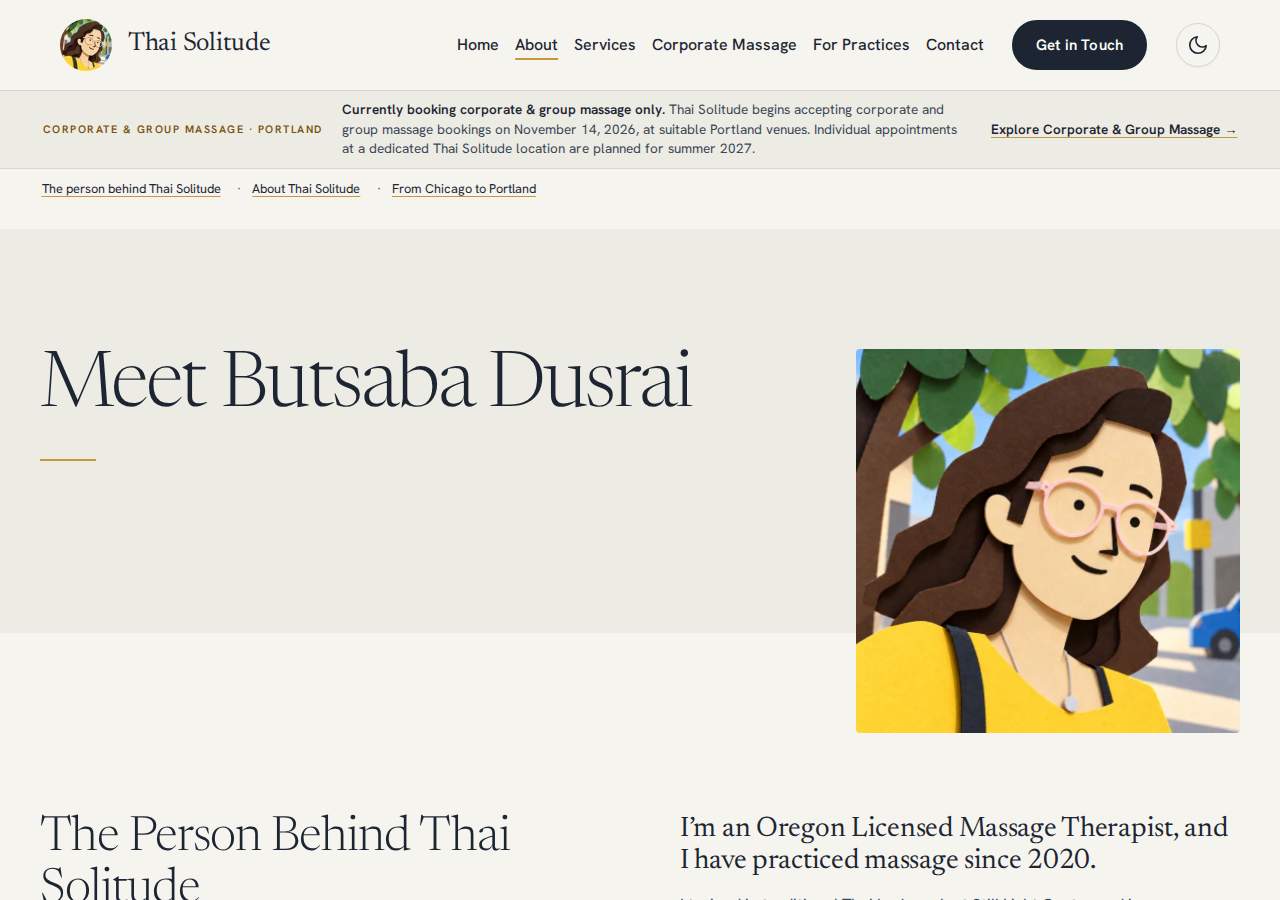 Thai Solitude
Home About Services Corporate Massage For Practices Contact Get in Touch
CORPORATE & GROUP MASSAGE · PORTLAND
Currently booking corporate & group massage only. Thai Solitude begins accepting corporate and
group massage bookings on November 14, 2026, at suitable Portland venues. Individual appointments
at a dedicated Thai Solitude location are planned for summer 2027.
Explore Corporate & Group Massage →
The person behind Thai Solitude · About Thai Solitude · From Chicago to Portland
Meet Butsaba Dusrai
The Person Behind Thai
Solitude
I’m an Oregon Licensed Massage Therapist, and
I have practiced massage since 2020.